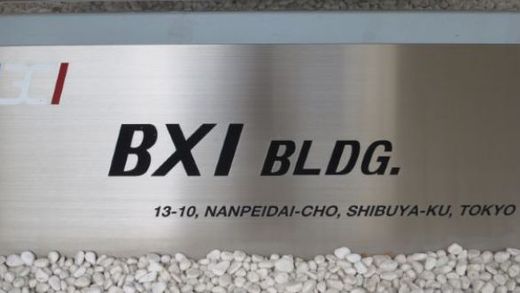 BXI BLDG.
13-10, NANPEIDAI-CHO, SHIBUYA-KU, TOKYO